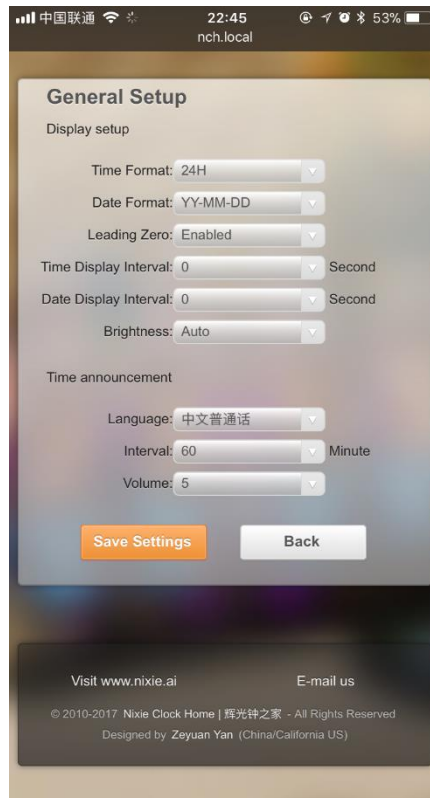 中国联通 22:45 53%
nch.local
General Setup
Display setup
Time Format: 24H
Date Format: YY-MM-DD
Leading Zero: Enabled
Time Display Interval: 0 Second
Date Display Interval: 0 Second
Brightness: Auto
Time announcement
Language: 中文普通话
Interval: 60 Minute
Volume: 5
Save Settings Back
Visit www.nixie.ai E-mail us
© 2010-2017 Nixie Clock Home | 辉光钟之家 - All Rights Reserved
Designed by Zeyuan Yan (China/California US)